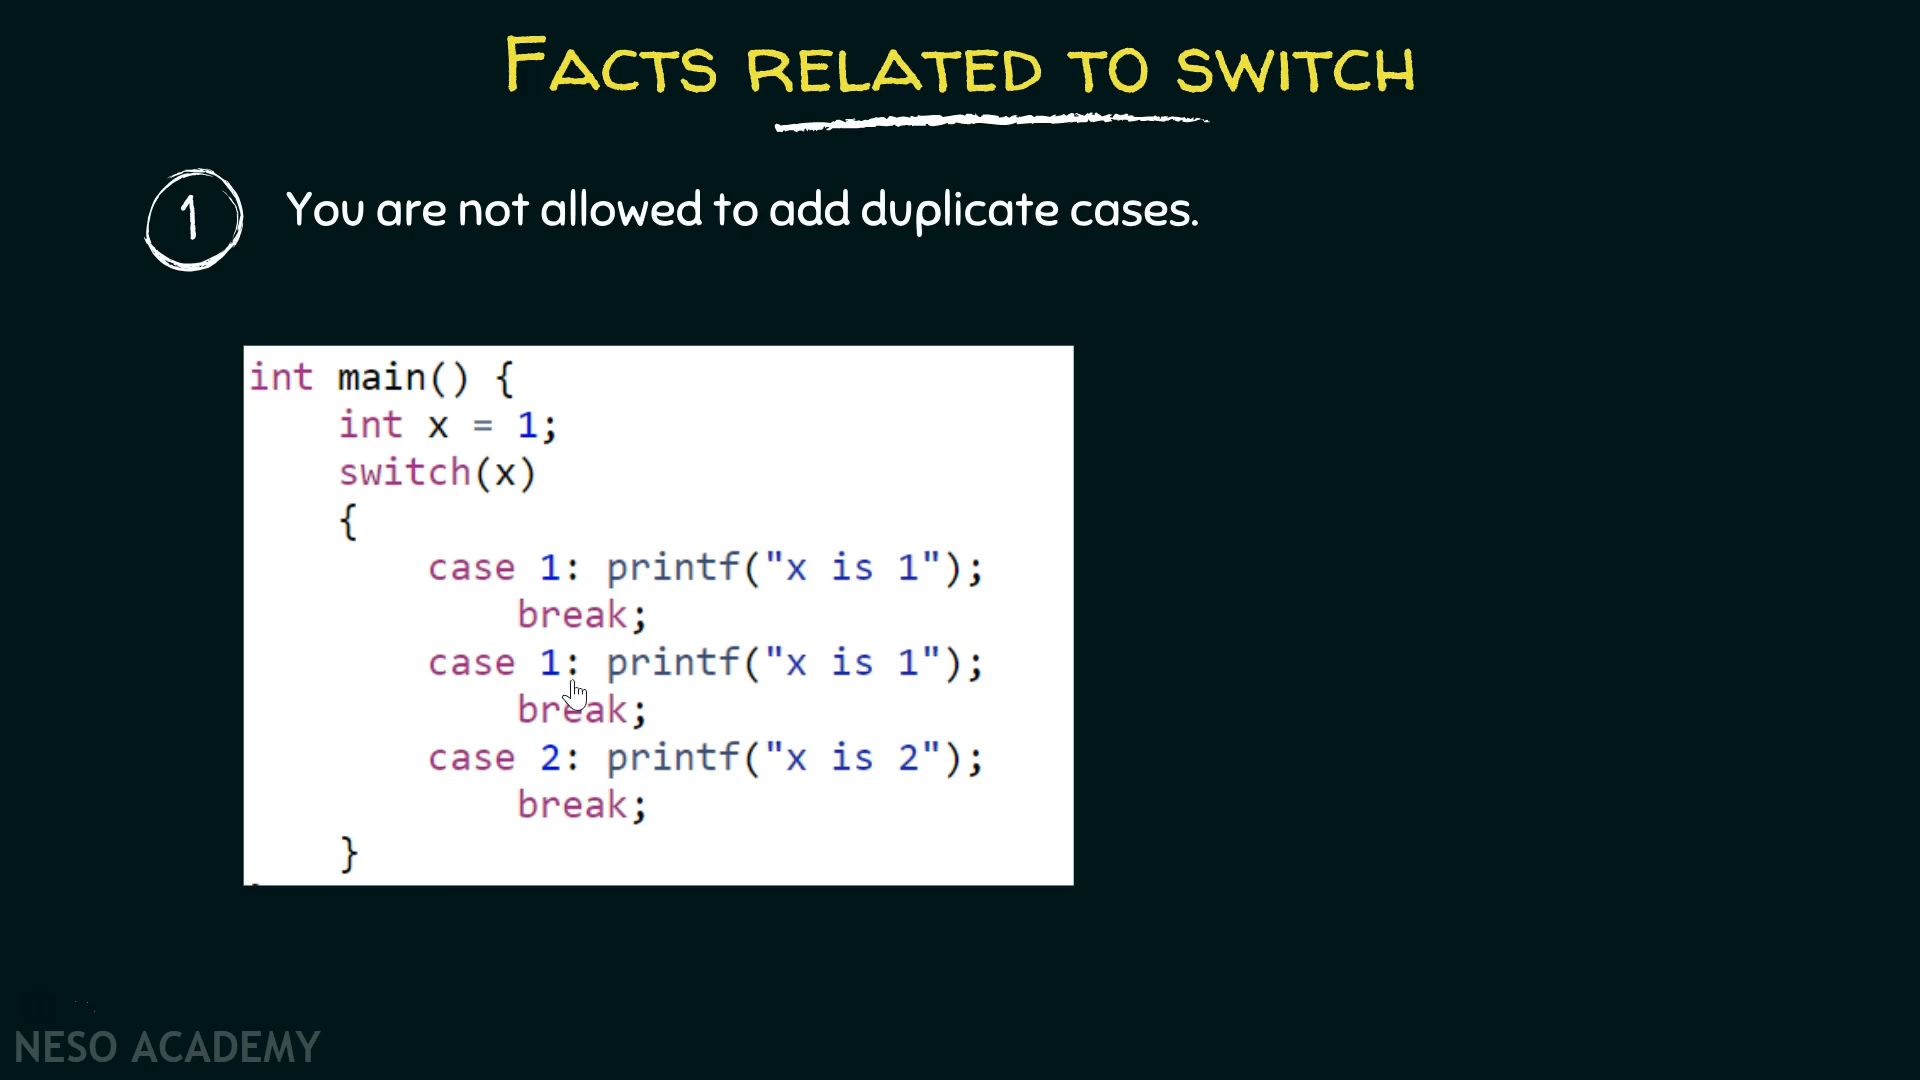 FACTS RELATED TO SWITCH
1 You are not allowed to add duplicate cases.
int main() {
    int x = 1;
    switch(x)
    {
        case 1: printf("x is 1");
            break;
        case 1: printf("x is 1");
            break;
        case 2: printf("x is 2");
            break;
    }
NESO ACADEMY